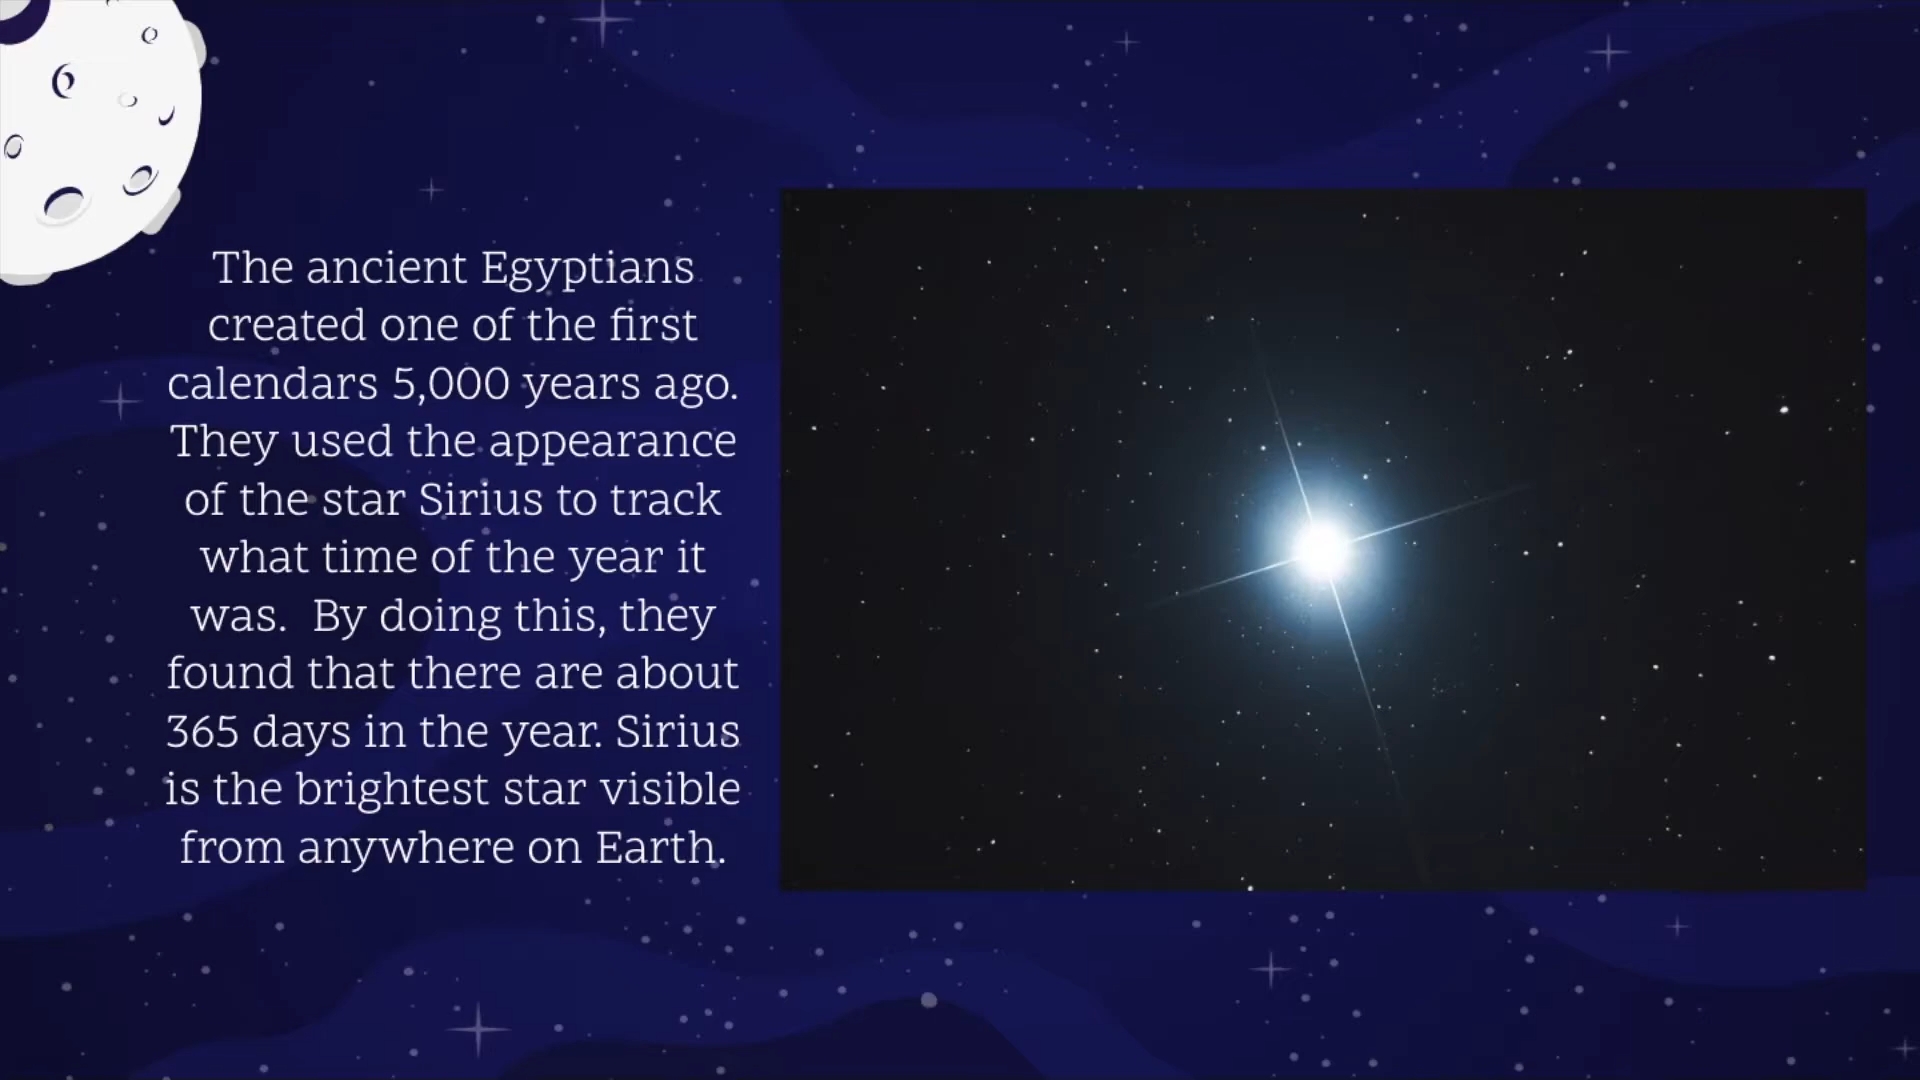 The ancient Egyptians
created one of the first
calendars 5,000 years ago.
They used the appearance
of the star Sirius to track
what time of the year it
was.  By doing this, they
found that there are about
365 days in the year. Sirius
is the brightest star visible
from anywhere on Earth.